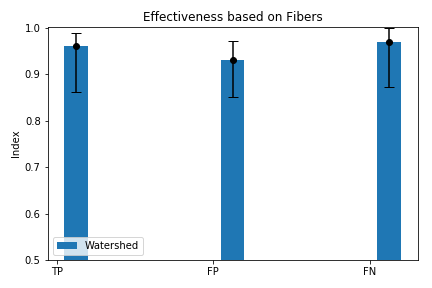 Effectiveness based on Fibers
1.0
0.9
0.8
0.7
0.6
0.5
Index
Watershed
TP
FP
FN